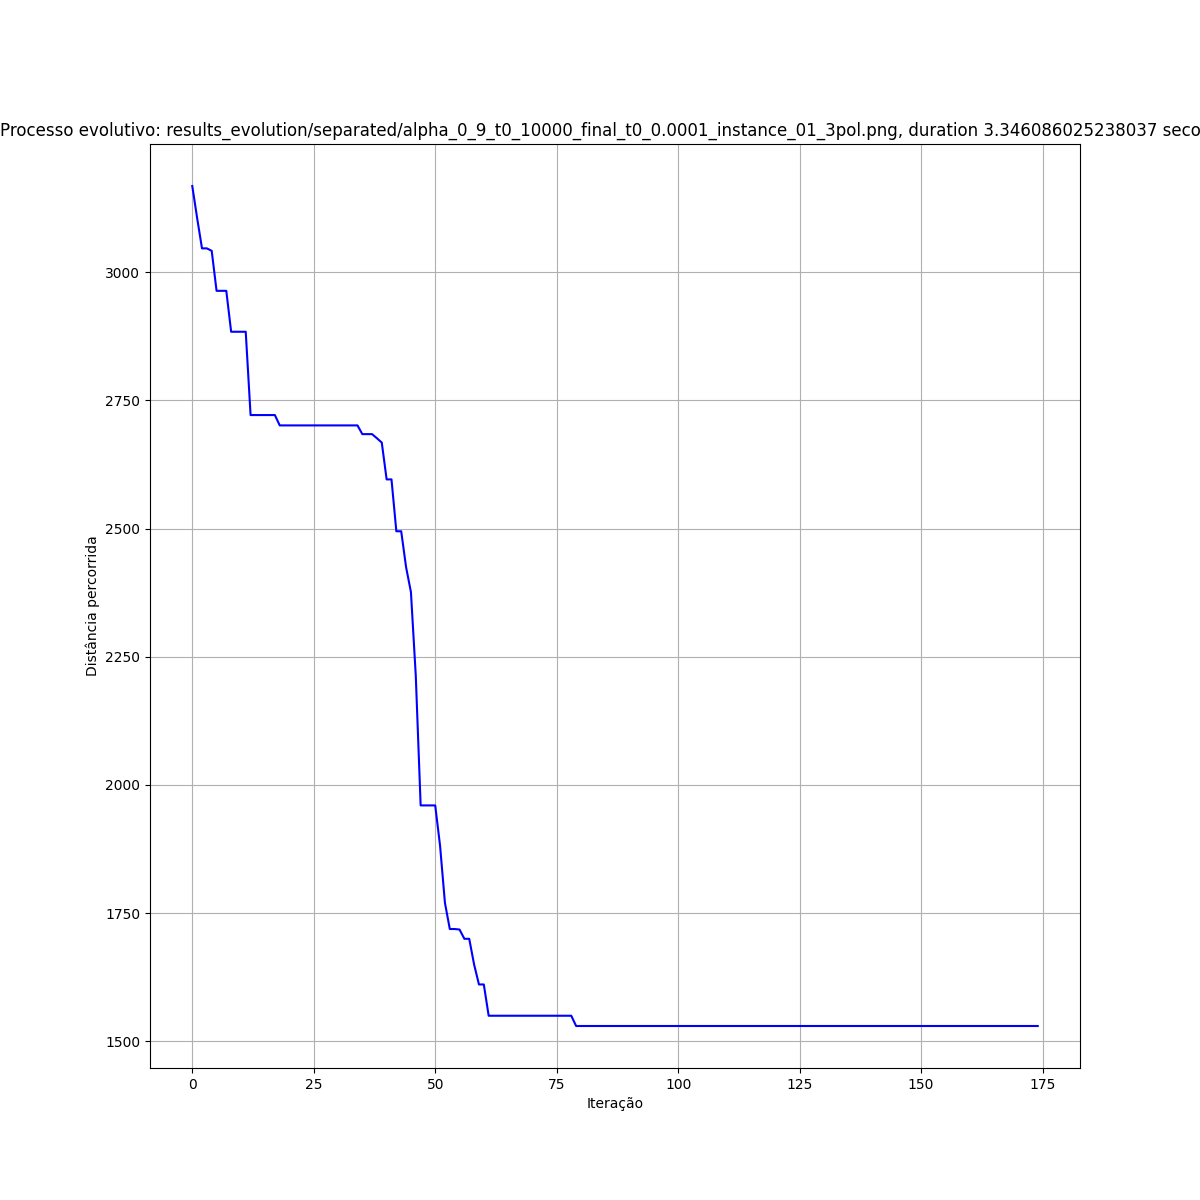 Processo evolutivo: results_evolution/separated/alpha_0_9_t0_10000_final_t0_0.0001_instance_01_3pol.png, duration 3.346086025238037 seco
3000
2750
2500
2250
2000
1750
1500
Distância percorrida
0 25 50 75 100 125 150 175
Iteração